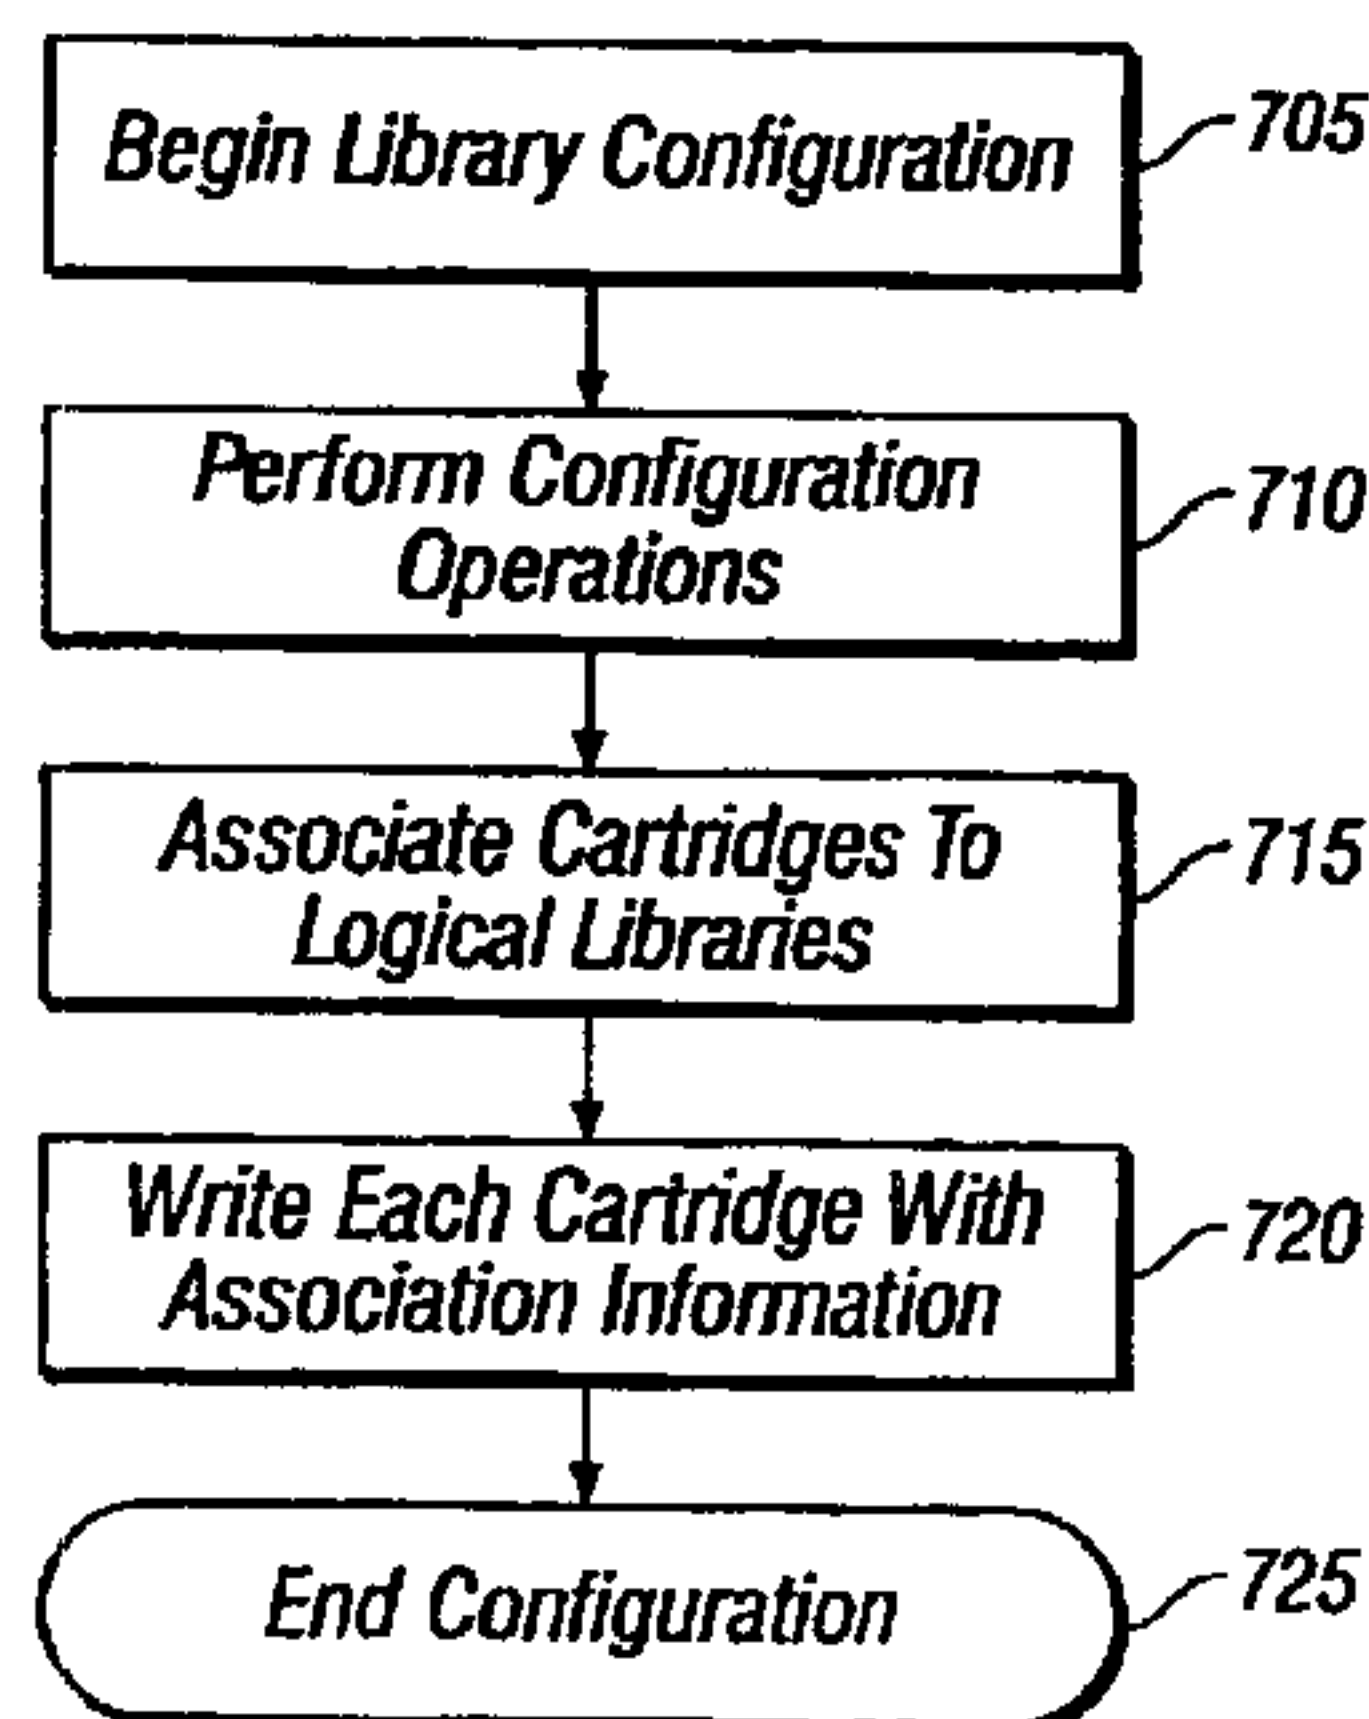 Begin Library Configuration
705
Perform Configuration
Operations
710
Associate Cartridges To
Logical Libraries
715
Write Each Cartridge With
Association Information
720
End Configuration
725